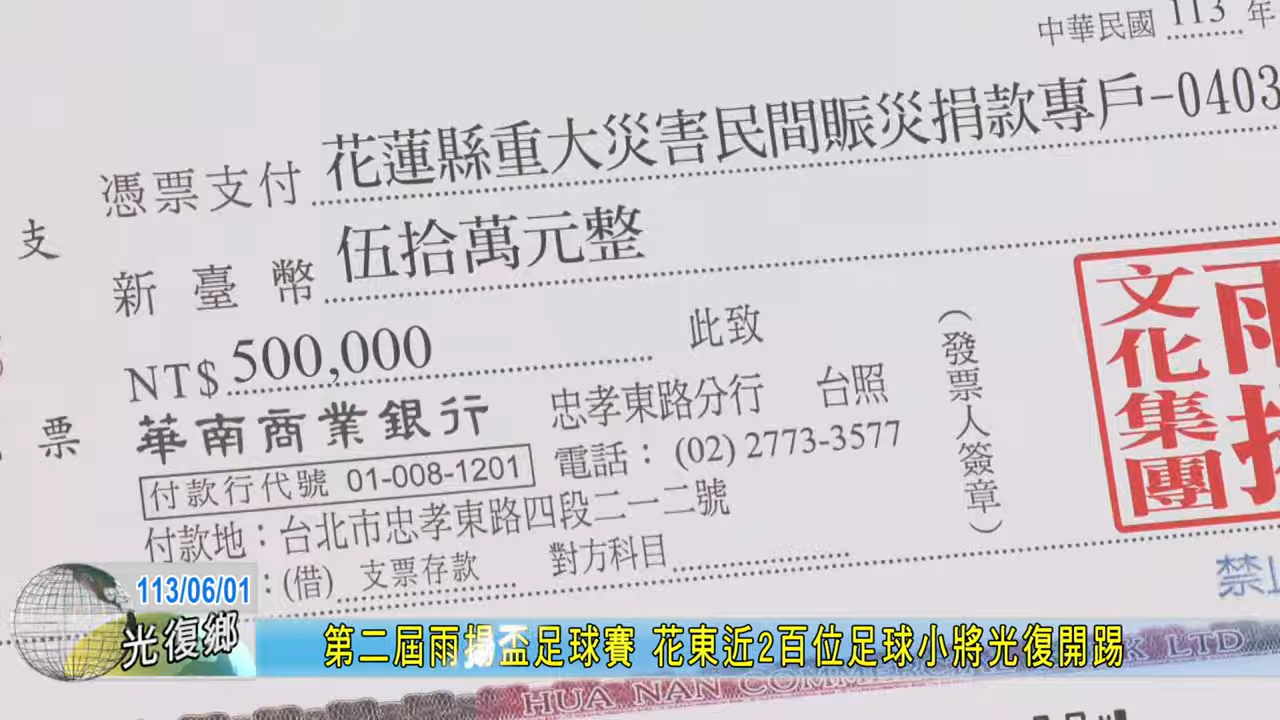 中華民國 113 年
憑票支付 花蓮縣重大災害民間賑災捐款專戶-0403
支
新臺幣 伍拾萬元整
NT$ 500,000
此致
華南商業銀行 忠孝東路分行 台照
票
付款行代號 01-008-1201
電話：(02) 2773-3577
付款地：台北市忠孝東路四段二一二號
：(借) 支票存款 對方科目
(發票人簽章)
雨
文化集團
禁
113/06/01
光復鄉
第二屆雨揚盃足球賽 花東近2百位足球小將光復開踢
HUA NAN COMMERC K LTD